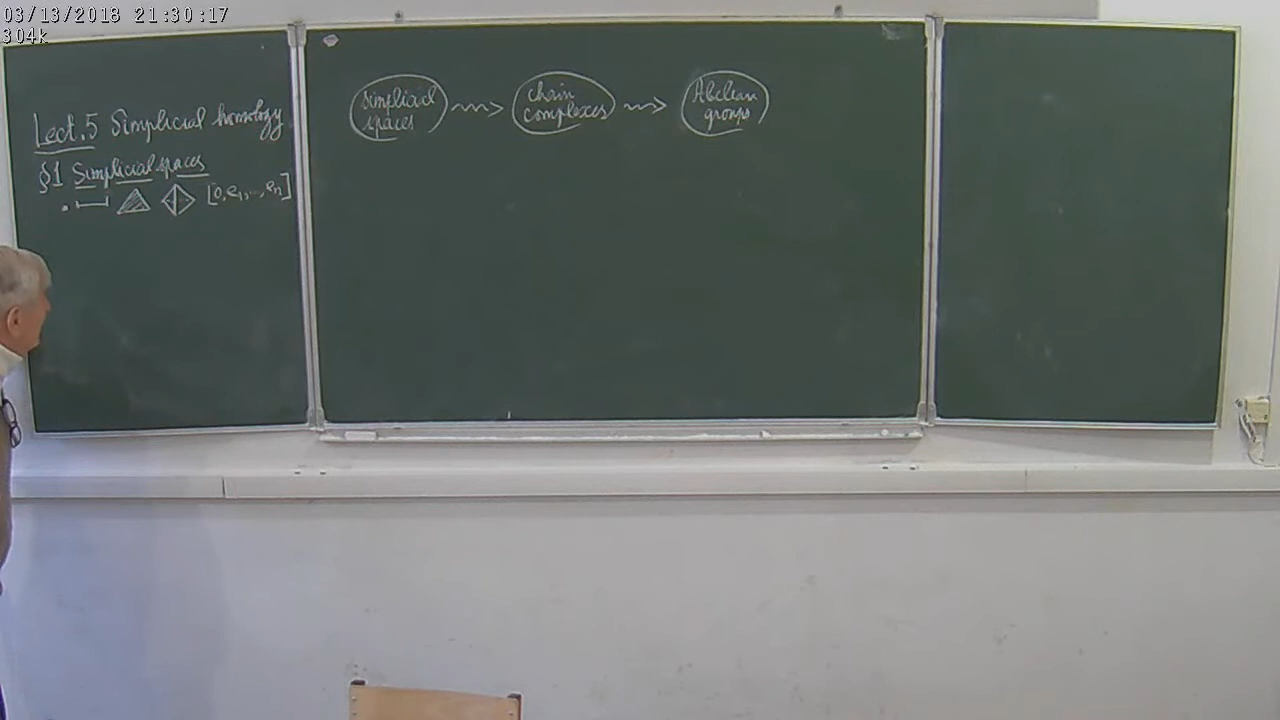 03/13/2018 21:30:17
304k
Lect.5 Simplicial homology
§1 Simplicial spaces
[0, e1, ..., en]
simplicial spaces ⇝ chain complexes ⇝ Abelian groups